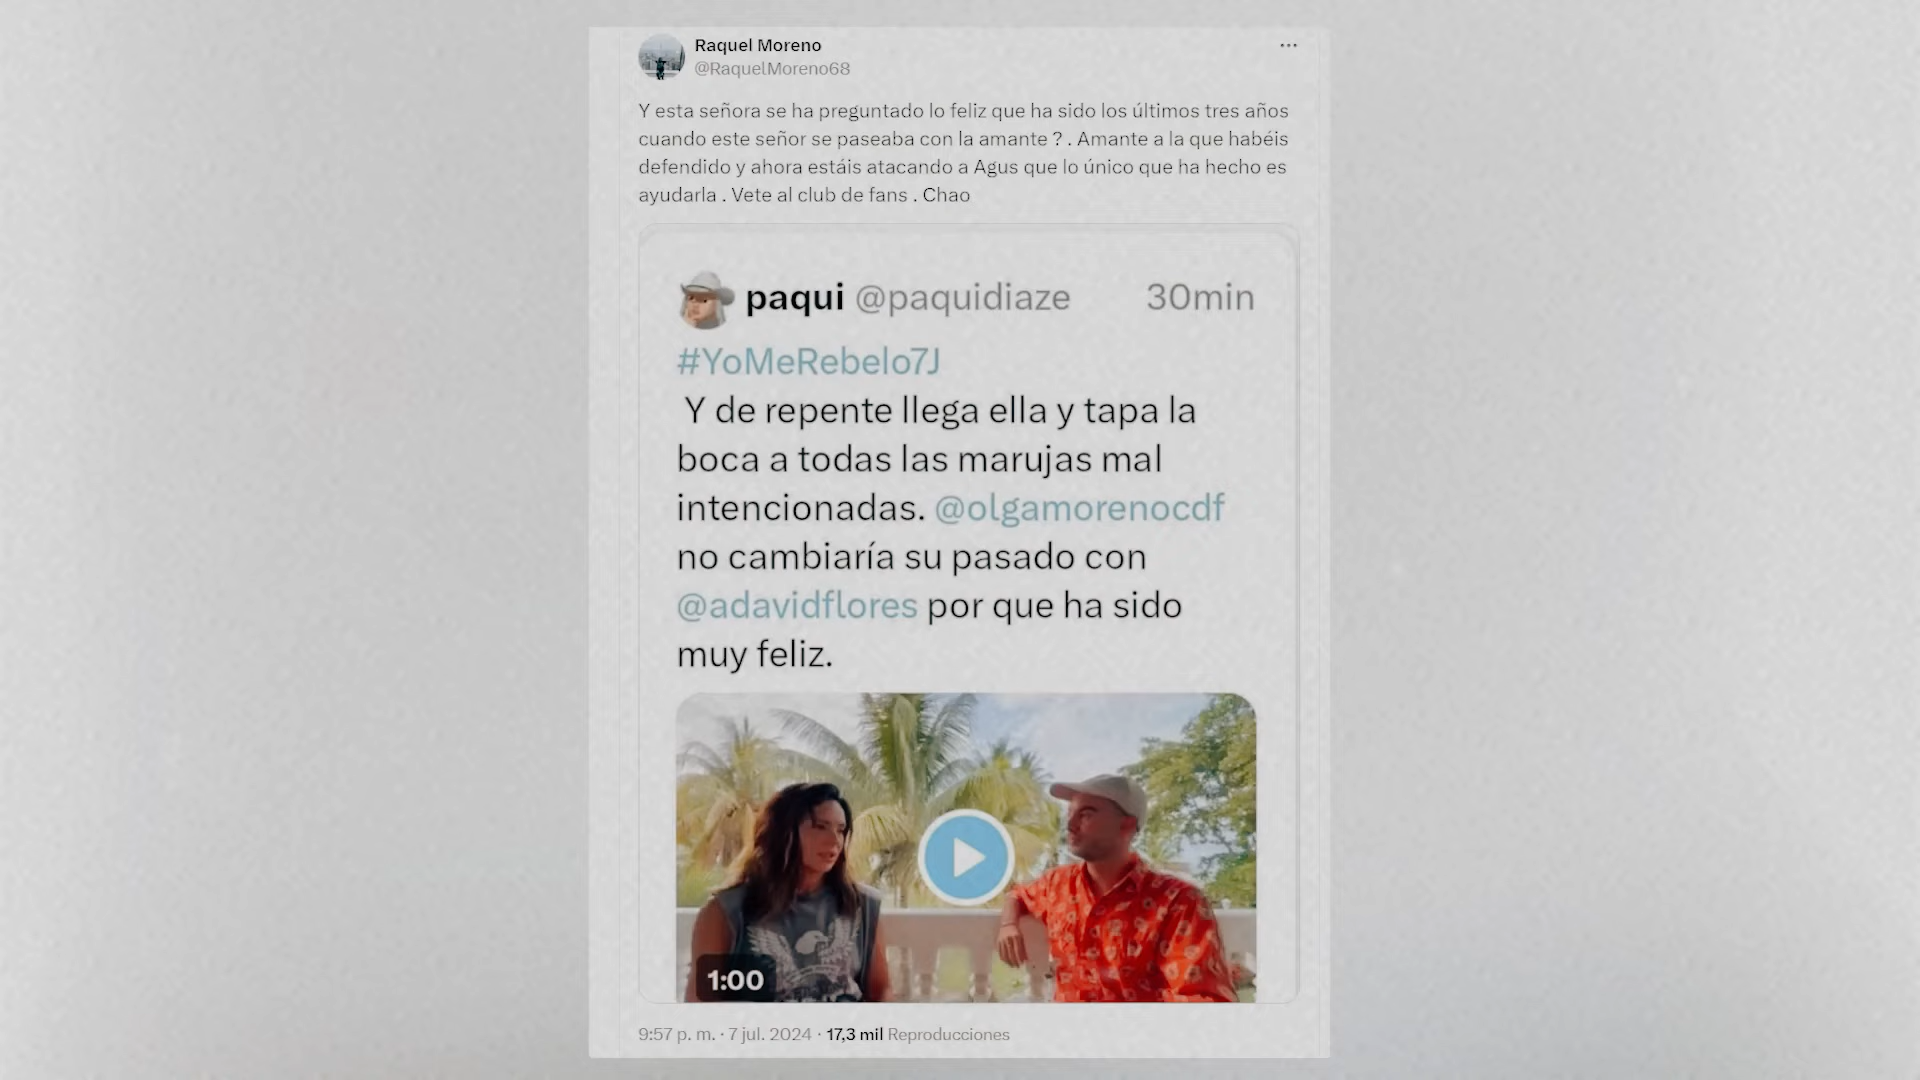 Raquel Moreno
@RaquelMoreno68
Y esta señora se ha preguntado lo feliz que ha sido los últimos tres años
cuando este señor se paseaba con la amante ? . Amante a la que habéis
defendido y ahora estáis atacando a Agus que lo único que ha hecho es
ayudarla . Vete al club de fans . Chao
paqui @paquidiaze 30min
#YoMeRebelo7J
Y de repente llega ella y tapa la
boca a todas las marujas mal
intencionadas. @olgamorenocdf
no cambiaría su pasado con
@adavidflores por que ha sido
muy feliz.
1:00
9:57 p. m. · 7 jul. 2024 · 17,3 mil Reproducciones